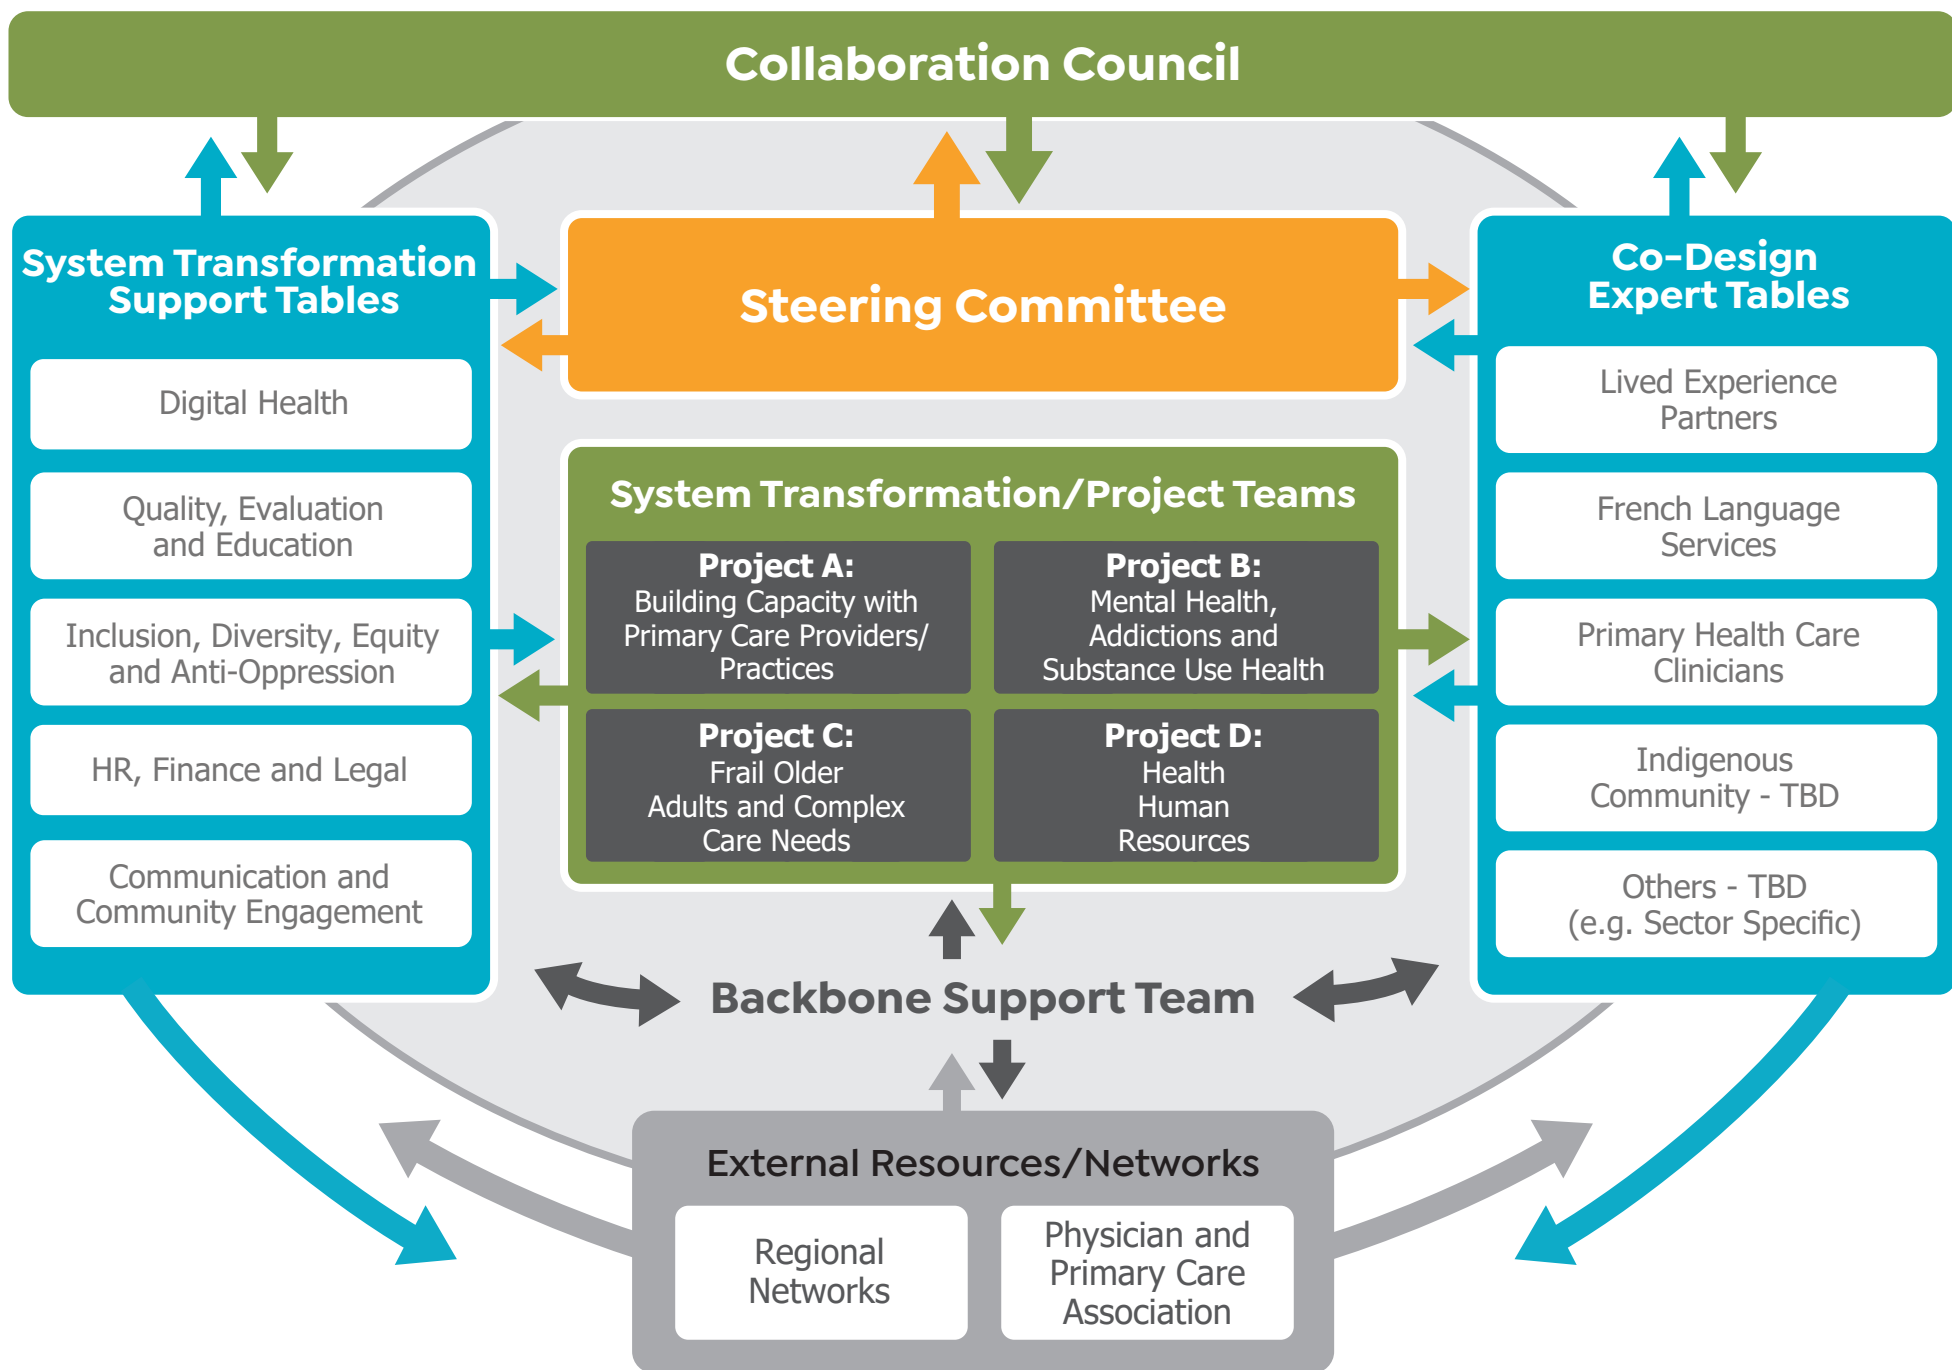 Collaboration Council
System Transformation
Support Tables
Digital Health
Quality, Evaluation
and Education
Inclusion, Diversity, Equity
and Anti-Oppression
HR, Finance and Legal
Communication and
Community Engagement
Steering Committee
System Transformation/Project Teams
Project A:
Building Capacity with
Primary Care Providers/
Practices
Project B:
Mental Health,
Addictions and
Substance Use Health
Project C:
Frail Older
Adults and Complex
Care Needs
Project D:
Health
Human
Resources
Co-Design
Expert Tables
Lived Experience
Partners
French Language
Services
Primary Health Care
Clinicians
Indigenous
Community - TBD
Others - TBD
(e.g. Sector Specific)
Backbone Support Team
External Resources/Networks
Regional
Networks
Physician and
Primary Care
Association